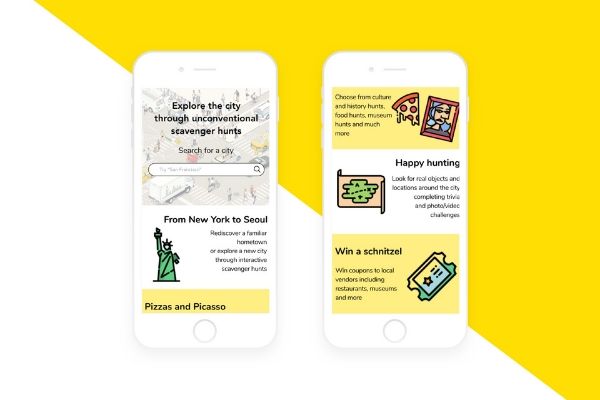 Explore the city
through unconventional
scavenger hunts
Search for a city
Try "San Francisco"
From New York to Seoul
Rediscover a familiar
hometown
or explore a new city
through interactive
scavenger hunts
Pizzas and Picasso
Choose from culture
and history hunts,
food hunts, museum
hunts and much
more
Happy hunting
Look for real objects and
locations around the city
completing trivia
and photo/video
challenges
Win a schnitzel
Win coupons to local
vendors including
restaurants, museums
and more